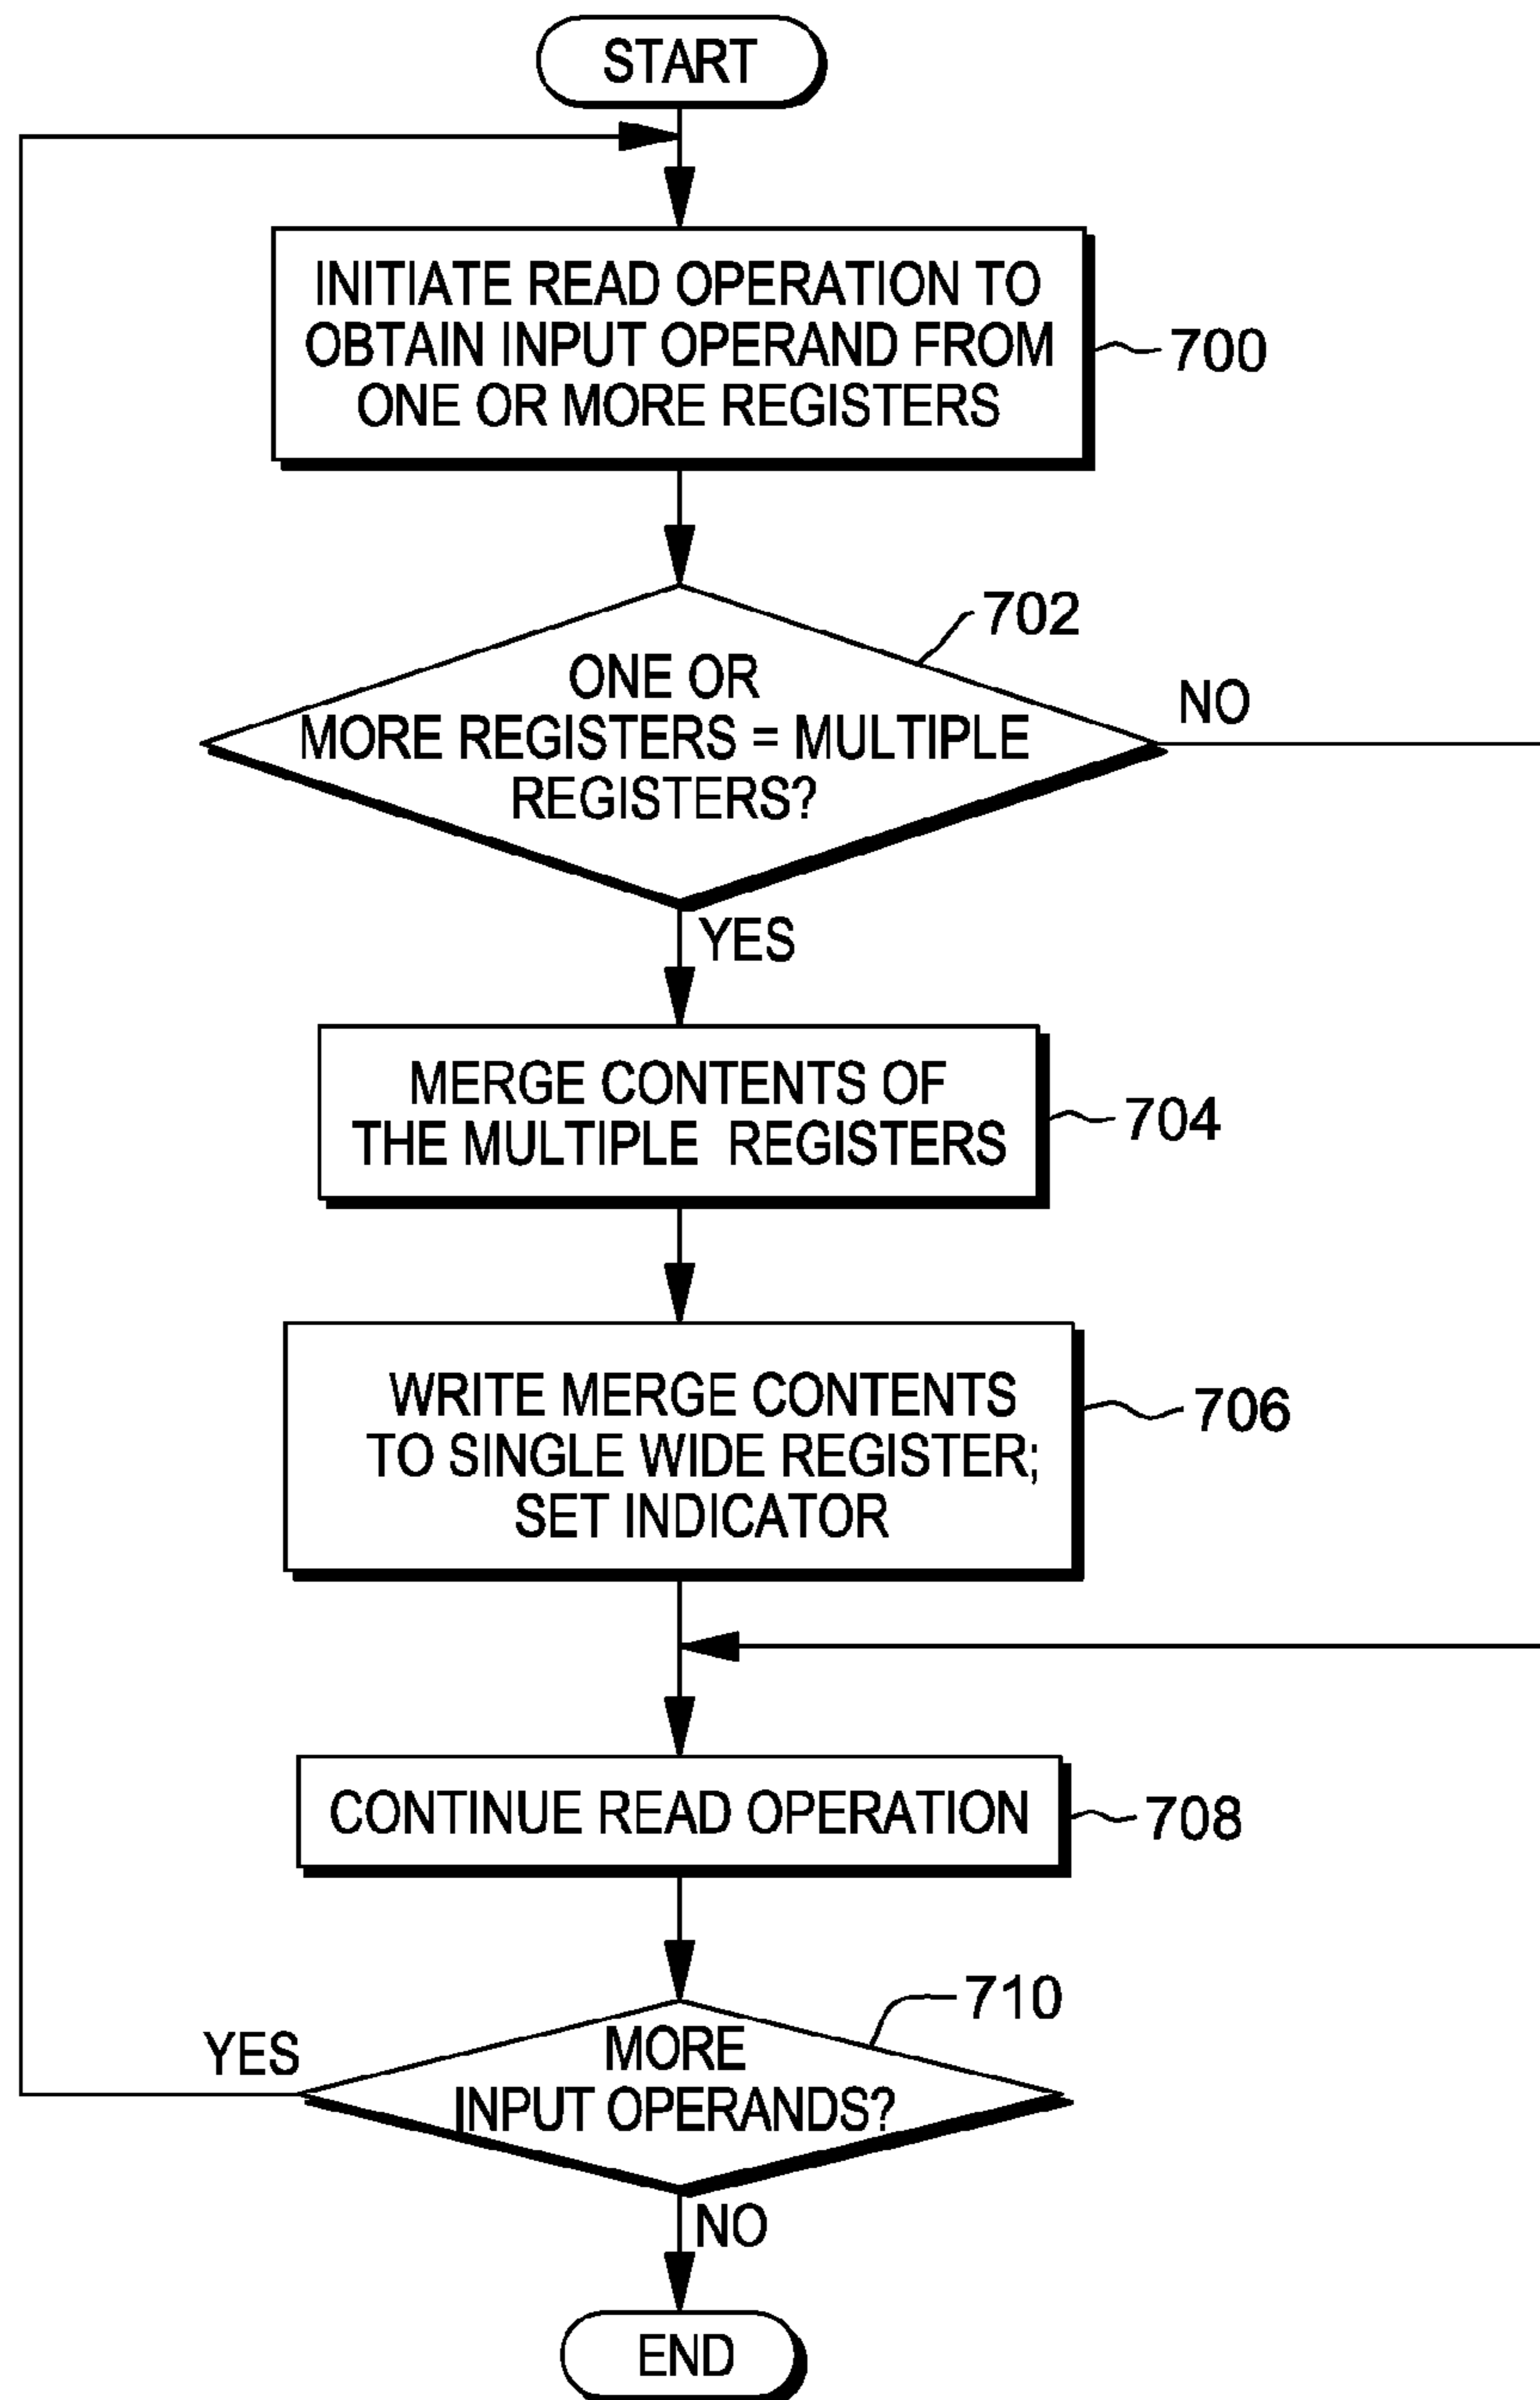 START
INITIATE READ OPERATION TO
OBTAIN INPUT OPERAND FROM
ONE OR MORE REGISTERS
700
702
ONE OR
MORE REGISTERS = MULTIPLE
REGISTERS?
NO
YES
MERGE CONTENTS OF
THE MULTIPLE REGISTERS
704
WRITE MERGE CONTENTS
TO SINGLE WIDE REGISTER;
SET INDICATOR
706
CONTINUE READ OPERATION
708
710
YES
MORE
INPUT OPERANDS?
NO
END